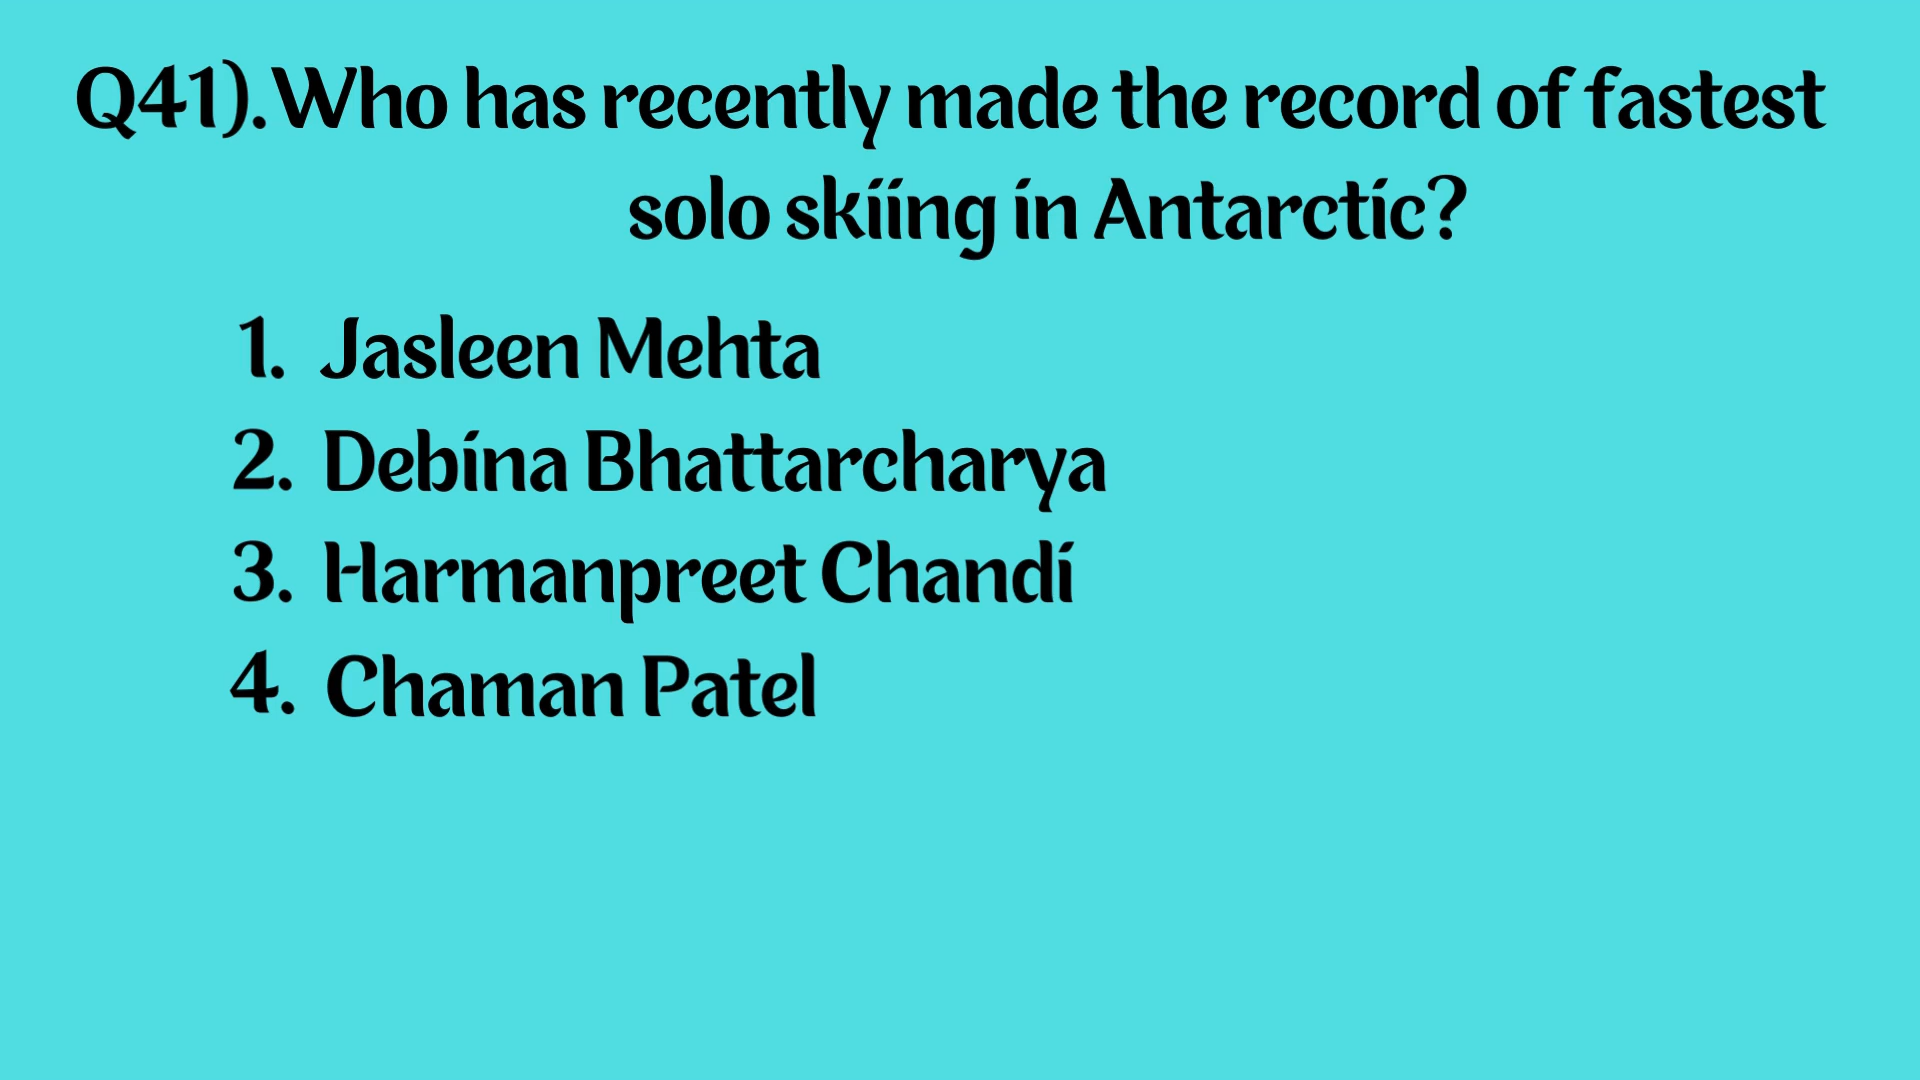 Q41).Who has recently made the record of fastest
solo skiing in Antarctic?
1. Jasleen Mehta
2. Debina Bhattarcharya
3. Harmanpreet Chandi
4. Chaman Patel